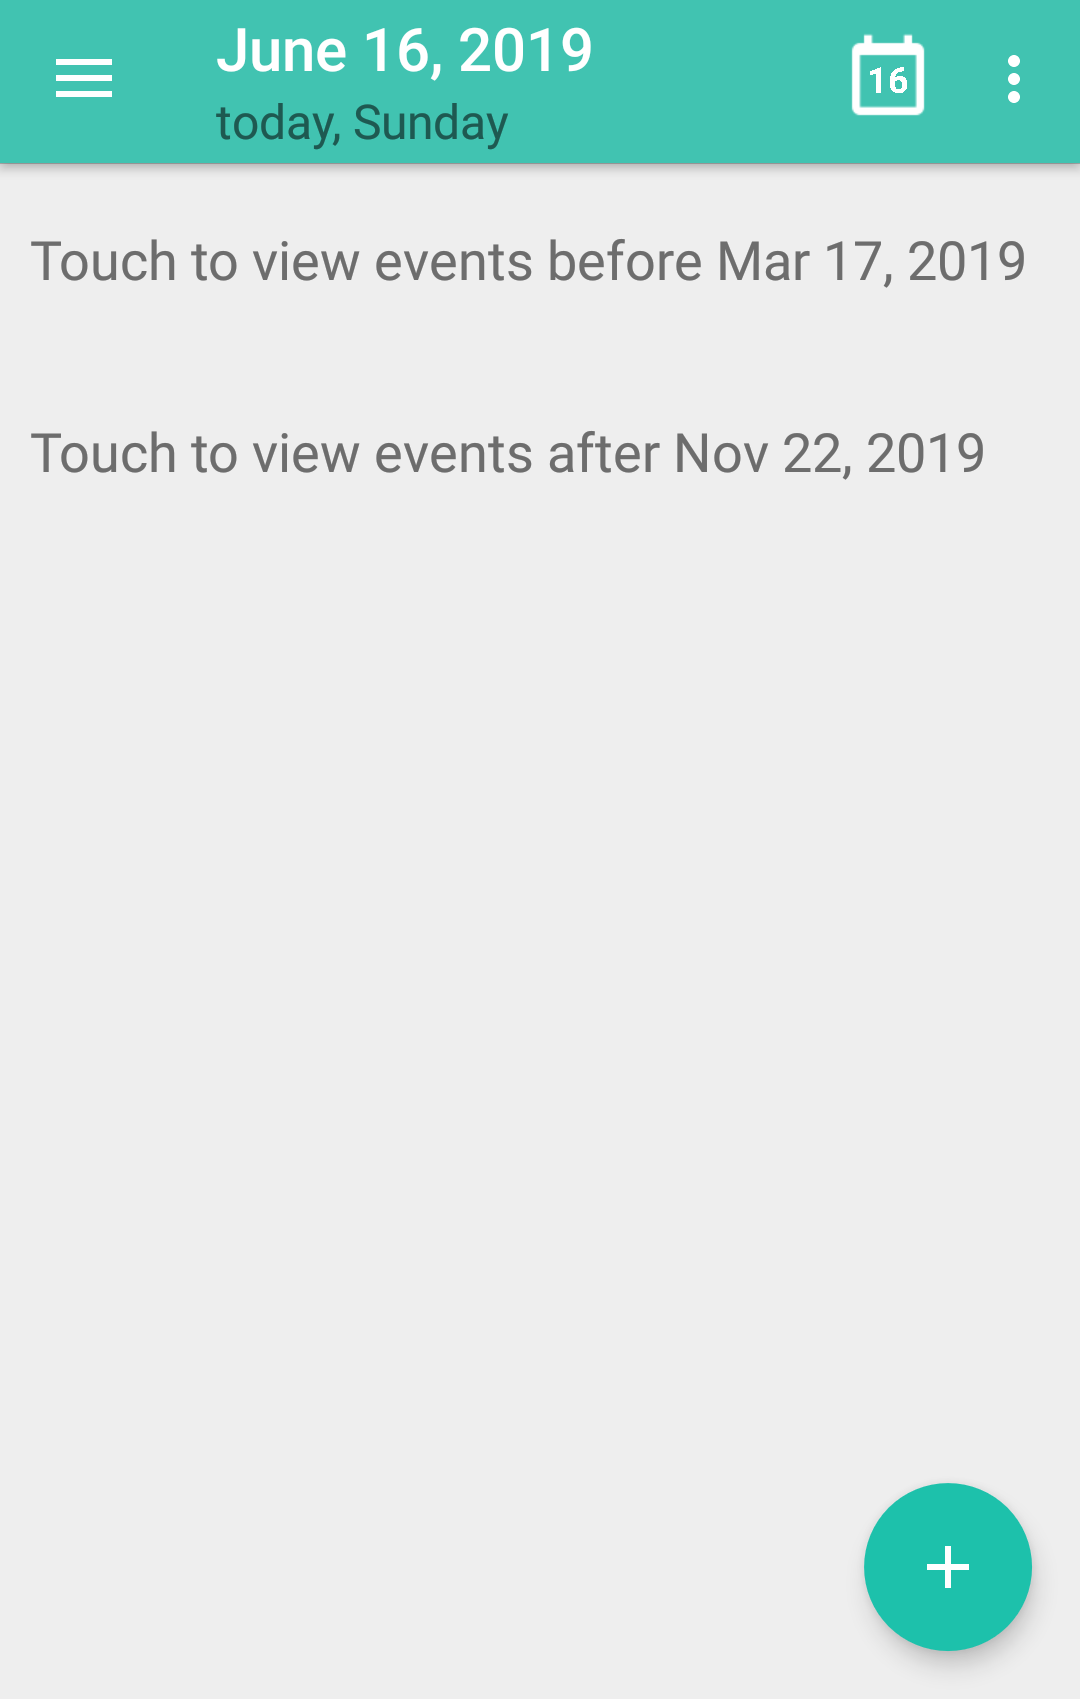 June 16, 2019
today, Sunday
16
Touch to view events before Mar 17, 2019
Touch to view events after Nov 22, 2019